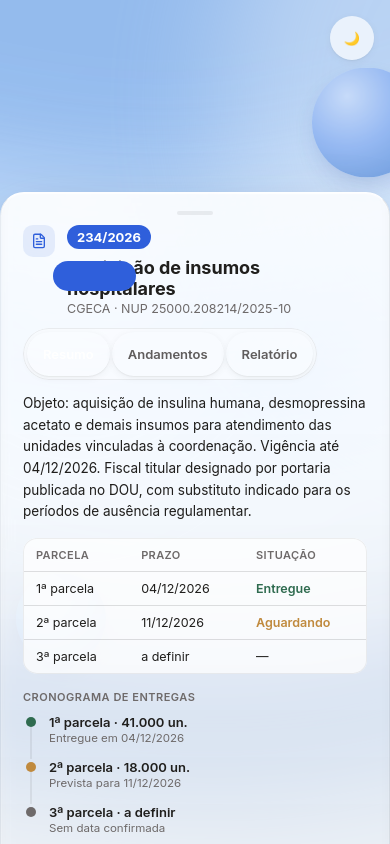 234/2026
ão de insumos
hospitalares
CGECA · NUP 25000.208214/2025-10
Resumo
Andamentos
Relatório
Objeto: aquisição de insulina humana, desmopressina
acetato e demais insumos para atendimento das
unidades vinculadas à coordenação. Vigência até
04/12/2026. Fiscal titular designado por portaria
publicada no DOU, com substituto indicado para os
períodos de ausência regulamentar.
PARCELA PRAZO SITUAÇÃO
1ª parcela 04/12/2026 Entregue
2ª parcela 11/12/2026 Aguardando
3ª parcela a definir —
CRONOGRAMA DE ENTREGAS
1ª parcela · 41.000 un.
Entregue em 04/12/2026
2ª parcela · 18.000 un.
Prevista para 11/12/2026
3ª parcela · a definir
Sem data confirmada